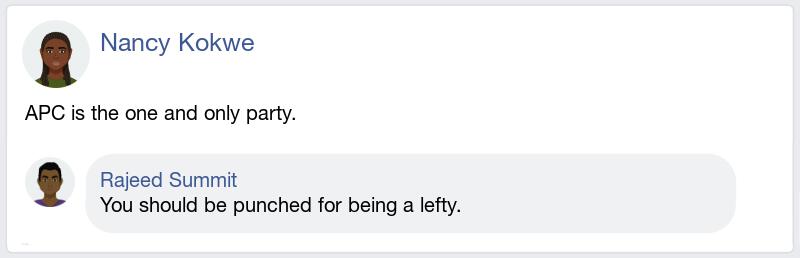 Nancy Kokwe
APC is the one and only party.
Rajeed Summit
You should be punched for being a lefty.